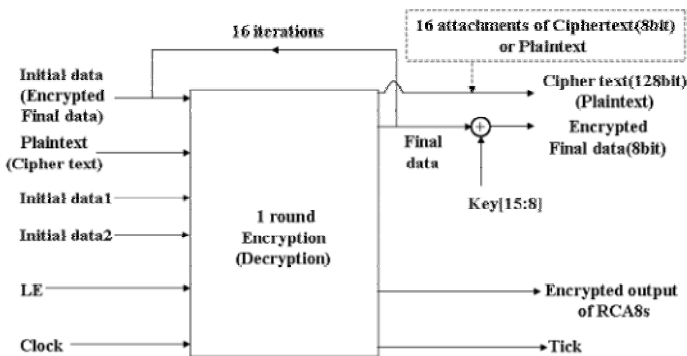 16 iterations
16 attachments of Ciphertext(8bit)
or Plaintext
Initial data
(Encrypted
Final data)
Plaintext
(Cipher text)
Initial data1
Initial data2
LE
Clock
1 round
Encryption
(Decryption)
Cipher text(128bit)
(Plaintext)
Final
data
Encrypted
Final data(8bit)
Key[15:8]
Encrypted output
of RCA8s
Tick